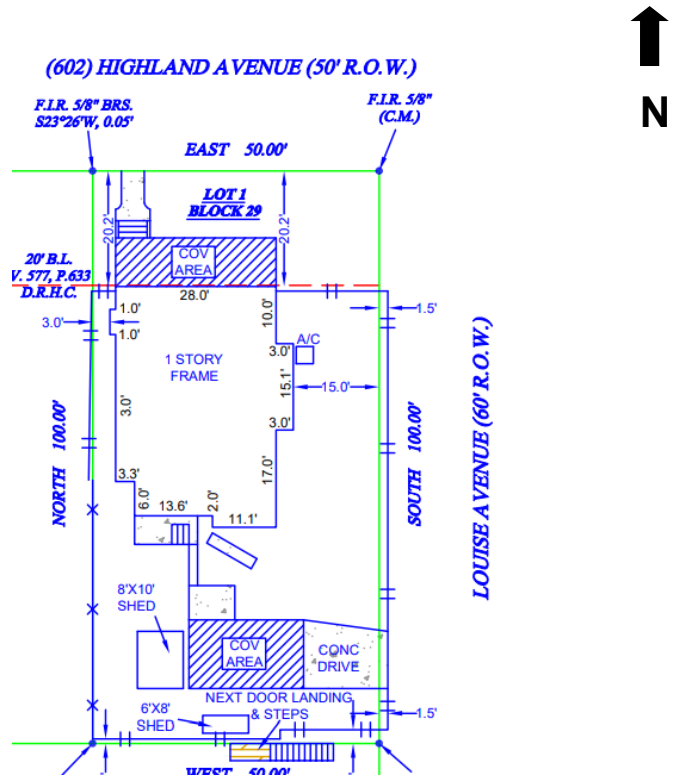 N
(602) HIGHLAND AVENUE (50' R.O.W.)
F.I.R. 5/8" BRS.
S23°26'W, 0.05'
F.I.R. 5/8"
(C.M.)
EAST 50.00'
LOT 1
BLOCK 29
20.2'
20.2'
COV
AREA
20' B.L.
V. 577, P.633
D.R.H.C.
28.0'
1.0'
1.0'
3.0'
10.0'
1.5'
A/C
3.0'
1 STORY
FRAME
15.1'
15.0'
3.0'
3.0'
NORTH 100.00'
SOUTH 100.00'
LOUISE AVENUE (60' R.O.W.)
3.3'
6.0'
13.6'
2.0'
17.0'
11.1'
8'X10'
SHED
COV
AREA
CONC
DRIVE
NEXT DOOR LANDING
& STEPS
6'X8'
SHED
1.5'
WEST 50.00'